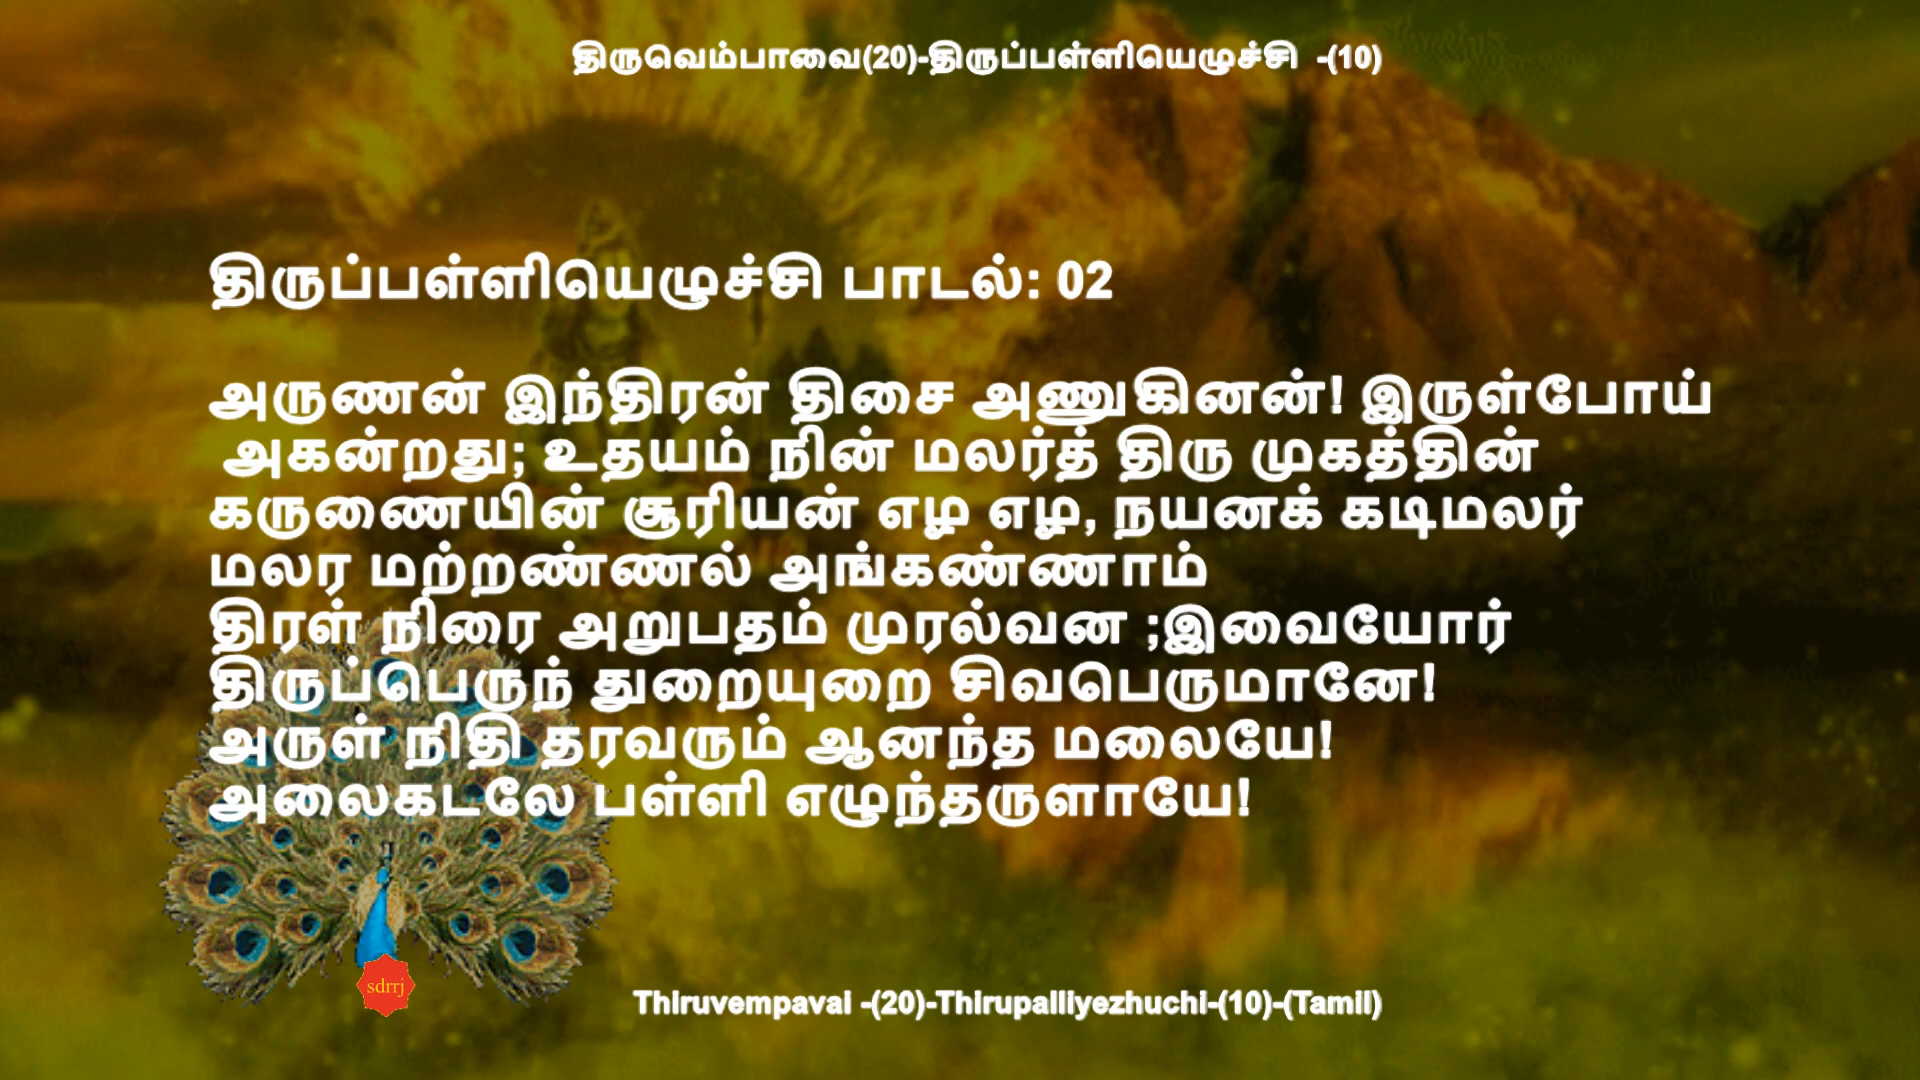 திருவெம்பாவை(20)-திருப்பள்ளியெழுச்சி -(10)
திருப்பள்ளியெழுச்சி பாடல்: 02
அருணன் இந்திரன் திசை அணுகினன்! இருள்போய்
அகன்றது; உதயம் நின் மலர்த் திரு முகத்தின்
கருணையின் சூரியன் எழ எழ, நயனக் கடிமலர்
மலர மற்றண்ணல் அங்கண்ணாம்
திரள் நிரை அறுபதம் முரல்வன ;இவையோர்
திருப்பெருந் துறையுறை சிவபெருமானே!
அருள் நிதி தரவரும் ஆனந்த மலையே!
அலைகடலே பள்ளி எழுந்தருளாயே!
sdrrj
Thiruvempavai -(20)-Thirupalliyezhuchi-(10)-(Tamil)